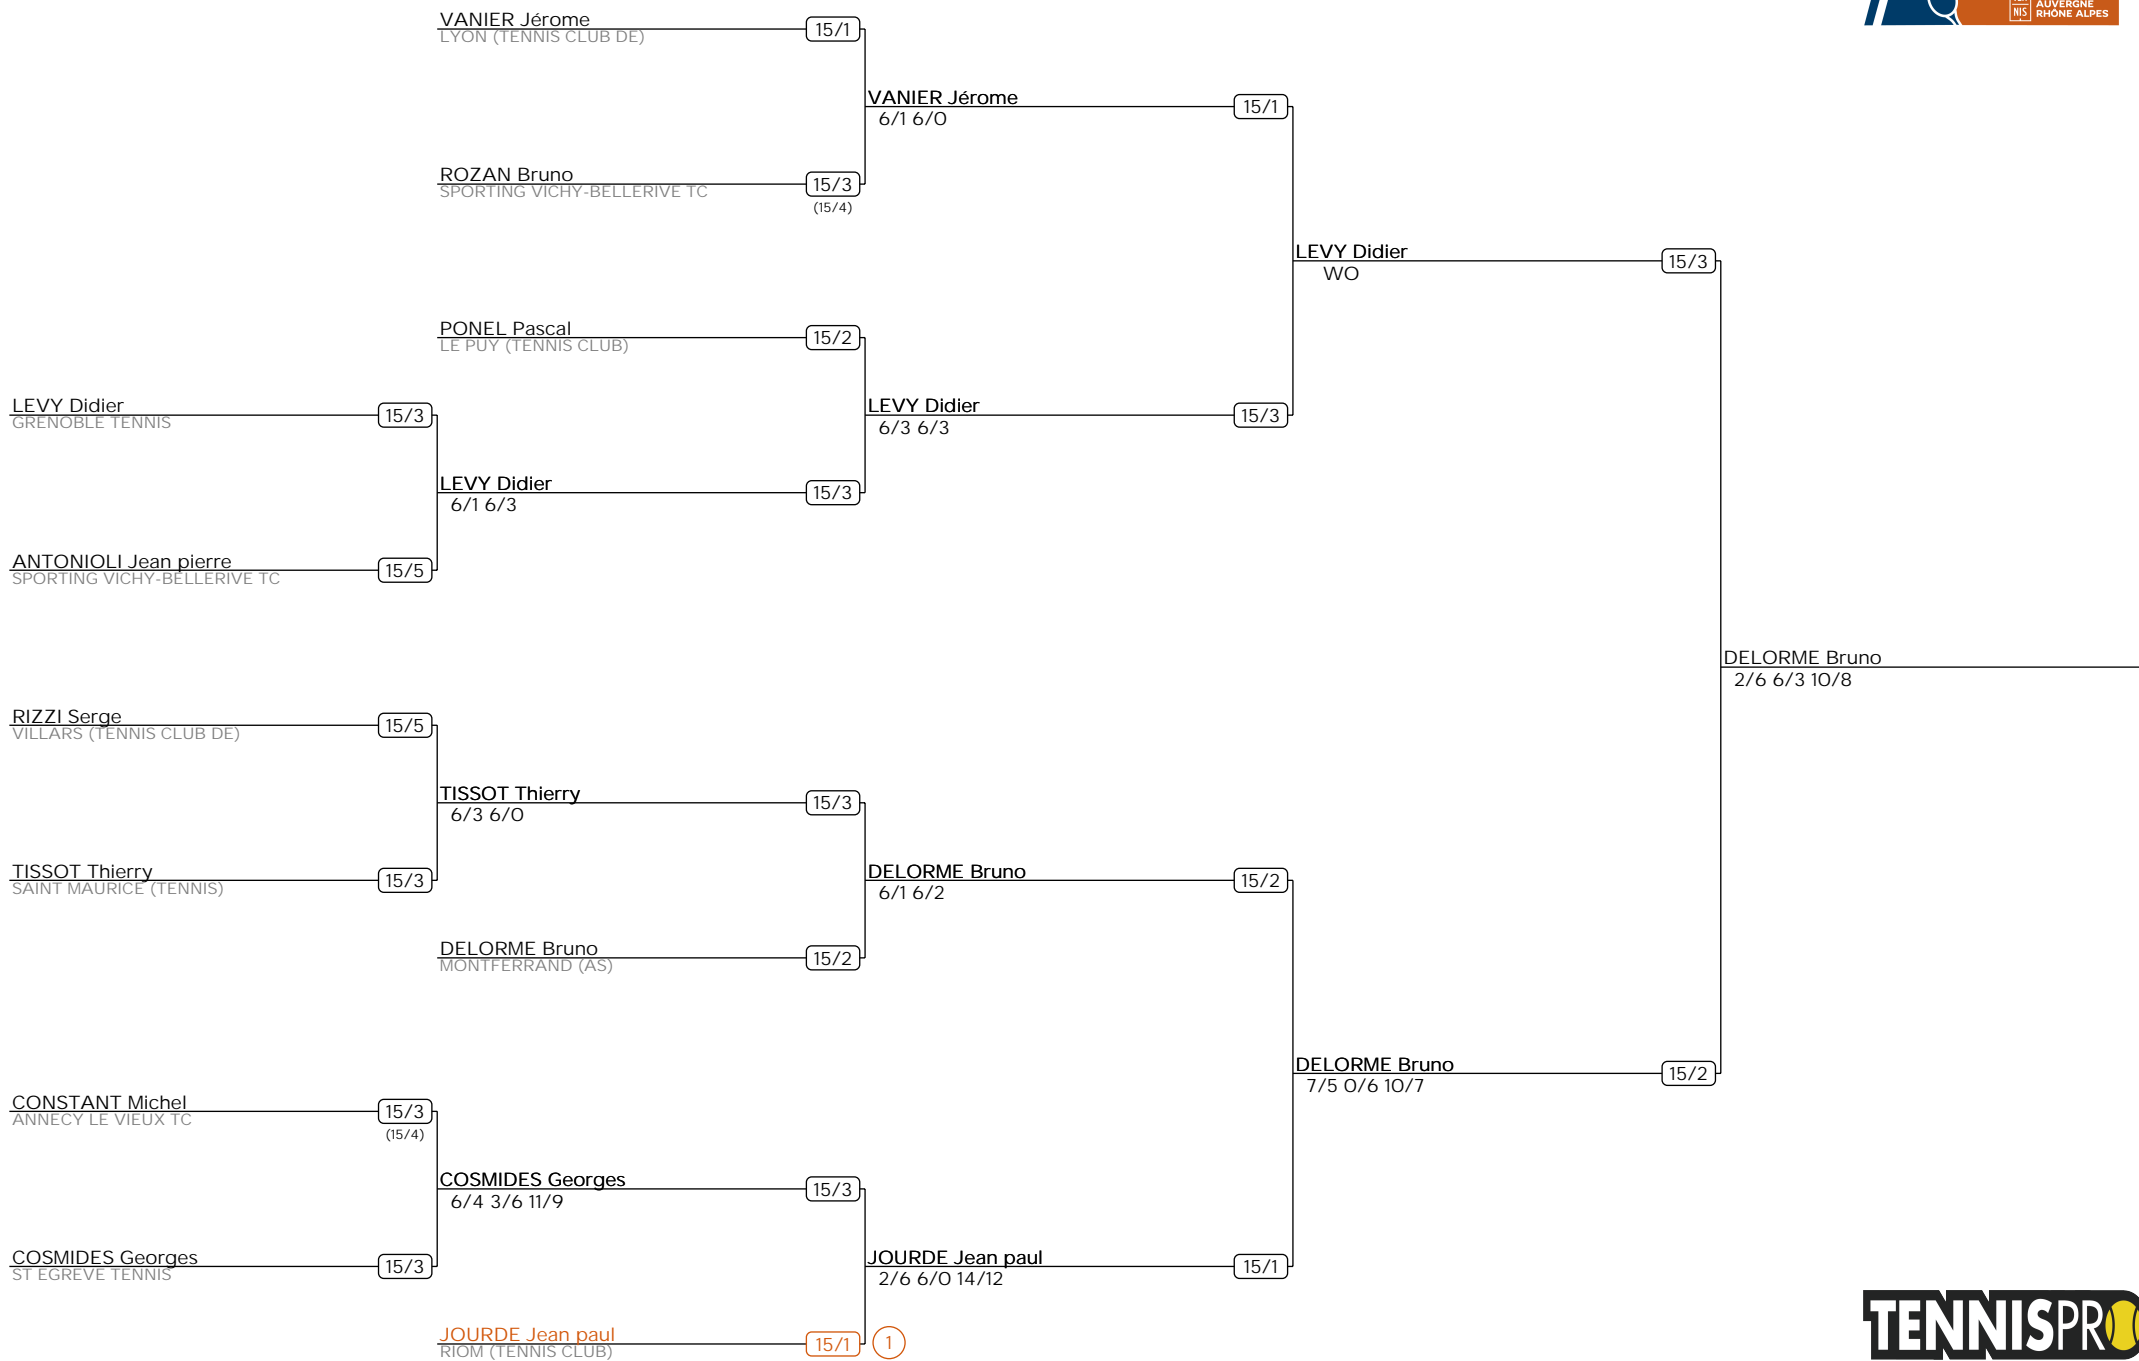 NIS
AUVERGNE
RHÔNE ALPES
VANIER Jérome
LYON (TENNIS CLUB DE)
15/1
VANIER Jérome
6/1 6/0
15/1
ROZAN Bruno
SPORTING VICHY-BELLERIVE TC
15/3
(15/4)
LEVY Didier
WO
15/3
PONEL Pascal
LE PUY (TENNIS CLUB)
15/2
LEVY Didier
GRENOBLE TENNIS
15/3
LEVY Didier
6/3 6/3
15/3
LEVY Didier
6/1 6/3
15/3
ANTONIOLI Jean pierre
SPORTING VICHY-BELLERIVE TC
15/5
DELORME Bruno
2/6 6/3 10/8
RIZZI Serge
VILLARS (TENNIS CLUB DE)
15/5
TISSOT Thierry
6/3 6/0
15/3
TISSOT Thierry
SAINT MAURICE (TENNIS)
15/3
DELORME Bruno
6/1 6/2
15/2
DELORME Bruno
MONTFERRAND (AS)
15/2
DELORME Bruno
7/5 0/6 10/7
15/2
CONSTANT Michel
ANNECY LE VIEUX TC
15/3
(15/4)
COSMIDES Georges
6/4 3/6 11/9
15/3
COSMIDES Georges
ST EGREVE TENNIS
15/3
JOURDE Jean paul
2/6 6/0 14/12
15/1
JOURDE Jean paul
RIOM (TENNIS CLUB)
15/1
1
TENNISPRO